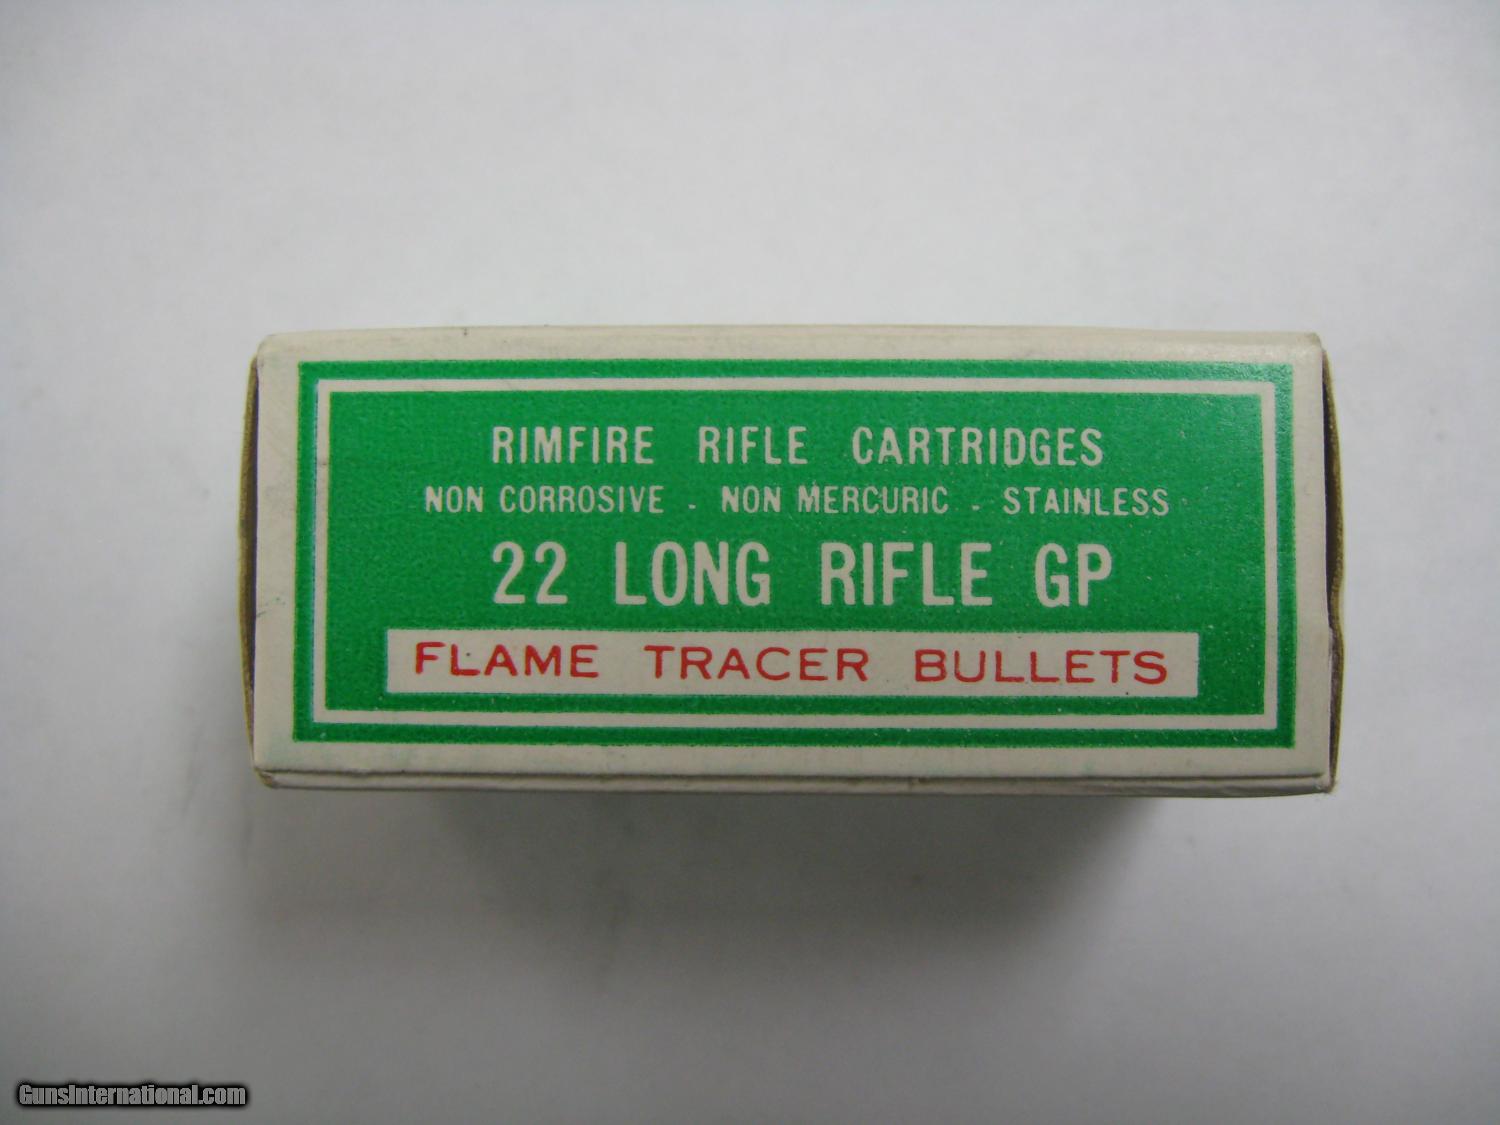 RIMFIRE RIFLE CARTRIDGES
NON CORROSIVE - NON MERCURIC - STAINLESS
22 LONG RIFLE GP
FLAME TRACER BULLETS
GunsInternational.com